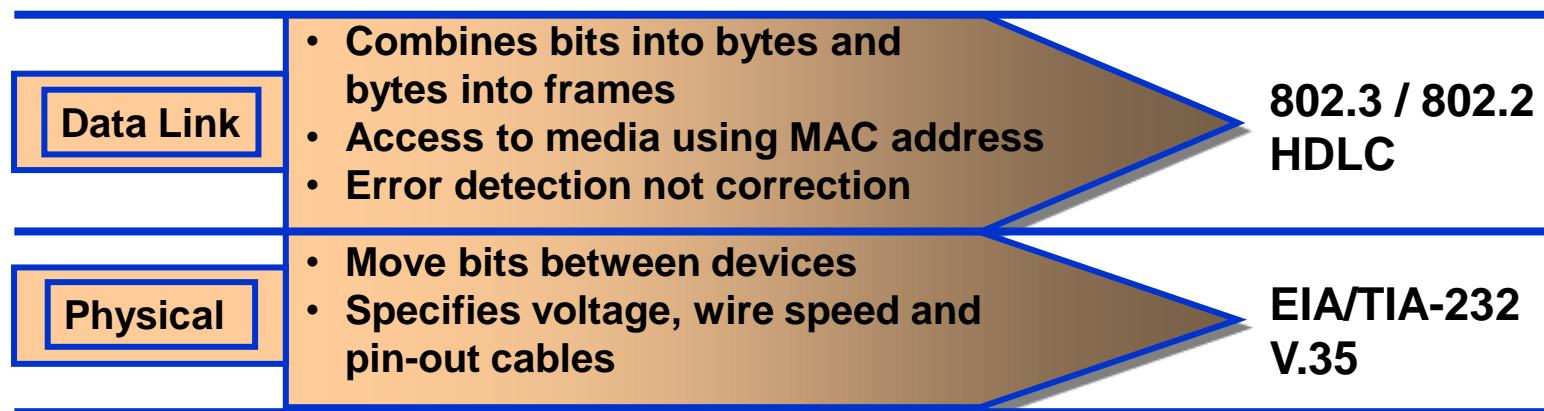 Data Link
• Combines bits into bytes and
bytes into frames
• Access to media using MAC address
• Error detection not correction
802.3 / 802.2
HDLC
Physical
• Move bits between devices
• Specifies voltage, wire speed and
pin-out cables
EIA/TIA-232
V.35